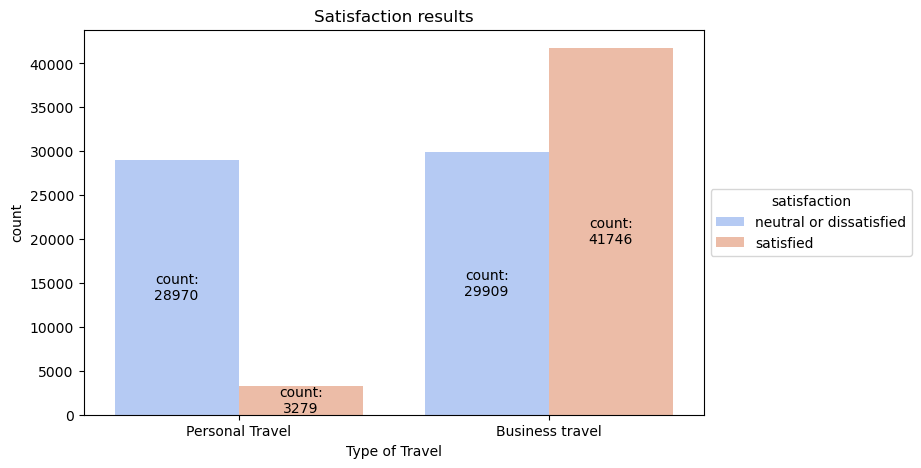 Satisfaction results
count
40000
35000
30000
25000
20000
15000
10000
5000
0
count:
28970
count:
3279
count:
29909
count:
41746
Personal Travel
Business travel
Type of Travel
satisfaction
neutral or dissatisfied
satisfied